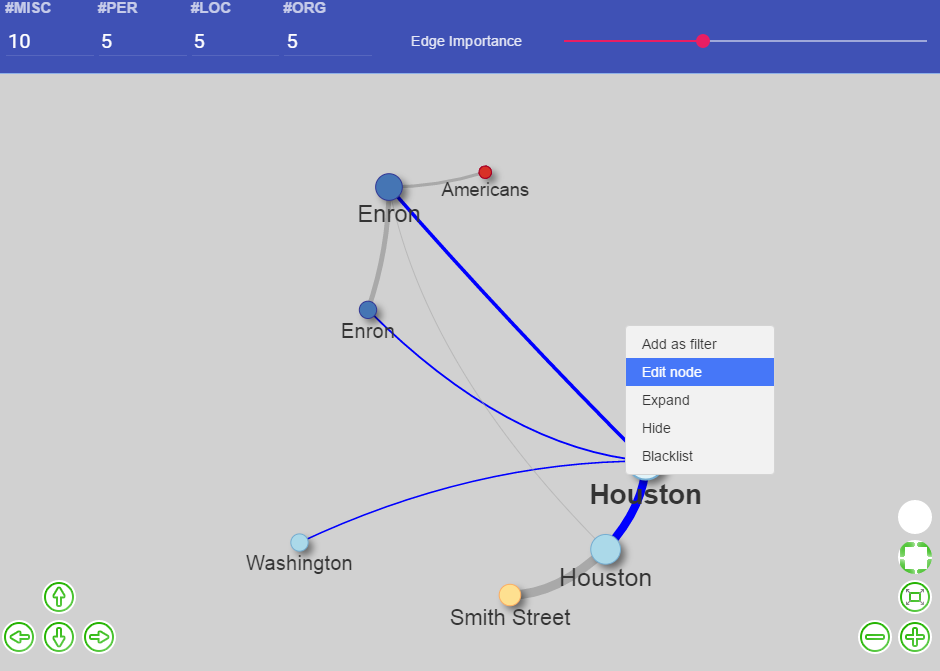 #MISC #PER #LOC #ORG
10 5 5 5 Edge Importance
Americans
Enron
Enron
Add as filter
Edit node
Expand
Hide
Blacklist
Houston
Washington
Houston
Smith Street